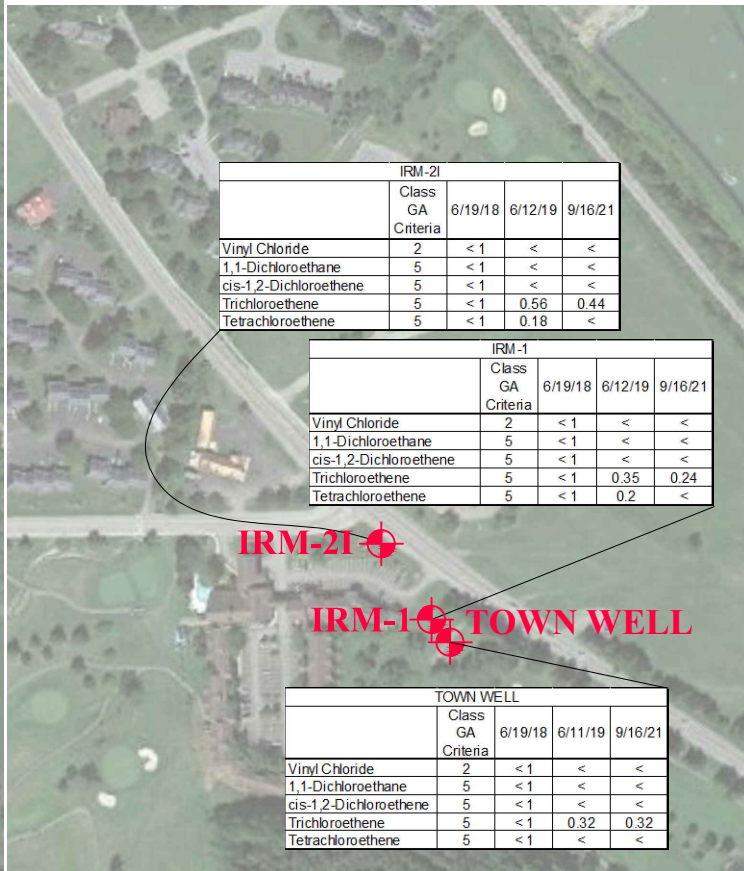 IRM-2I
Class GA Criteria 6/19/18 6/12/19 9/16/21
Vinyl Chloride 2 < 1 < <
1,1-Dichloroethane 5 < 1 < <
cis-1,2-Dichloroethene 5 < 1 < <
Trichloroethene 5 < 1 0.56 0.44
Tetrachloroethene 5 < 1 0.18 <
IRM-1
Class GA Criteria 6/19/18 6/12/19 9/16/21
Vinyl Chloride 2 < 1 < <
1,1-Dichloroethane 5 < 1 < <
cis-1,2-Dichloroethene 5 < 1 < <
Trichloroethene 5 < 1 0.35 0.24
Tetrachloroethene 5 < 1 0.2 <
IRM-2I
IRM-1 TOWN WELL
TOWN WELL
Class GA Criteria 6/19/18 6/11/19 9/16/21
Vinyl Chloride 2 < 1 < <
1,1-Dichloroethane 5 < 1 < <
cis-1,2-Dichloroethene 5 < 1 < <
Trichloroethene 5 < 1 0.32 0.32
Tetrachloroethene 5 < 1 < <